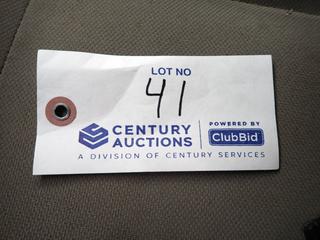 LOT NO
41
CENTURY AUCTIONS
POWERED BY
ClubBid
A DIVISION OF CENTURY SERVICES